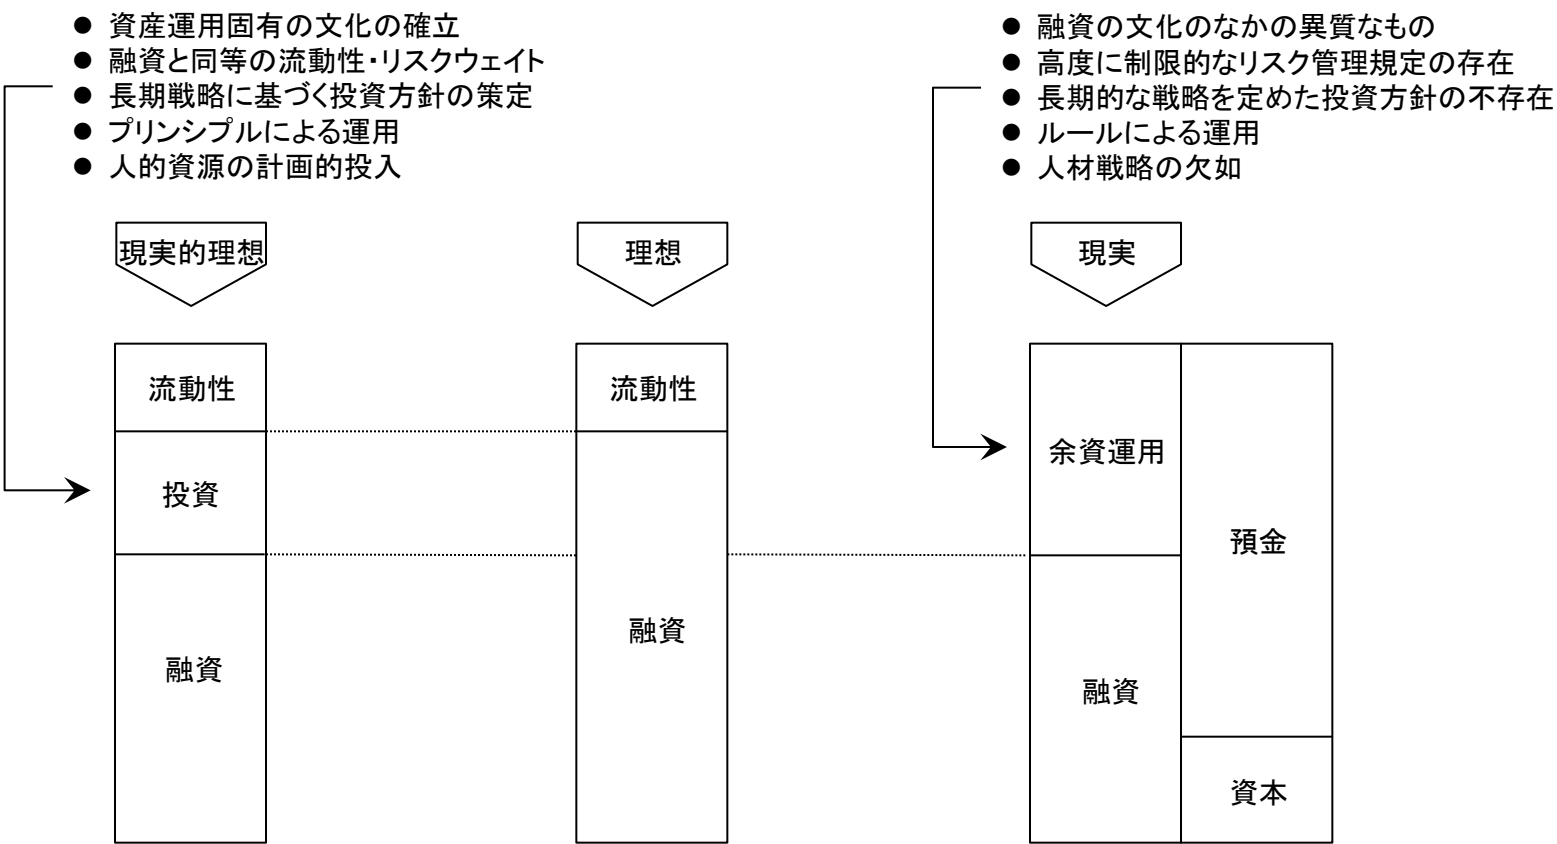 ● 資産運用固有の文化の確立
● 融資と同等の流動性・リスクウェイト
● 長期戦略に基づく投資方針の策定
● プリンシプルによる運用
● 人的資源の計画的投入
● 融資の文化のなかの異質なもの
● 高度に制限的なリスク管理規定の存在
● 長期的な戦略を定めた投資方針の不存在
● ルールによる運用
● 人材戦略の欠如
現実的理想
理想
現実
流動性
投資
融資
流動性
融資
余資運用
融資
預金
資本